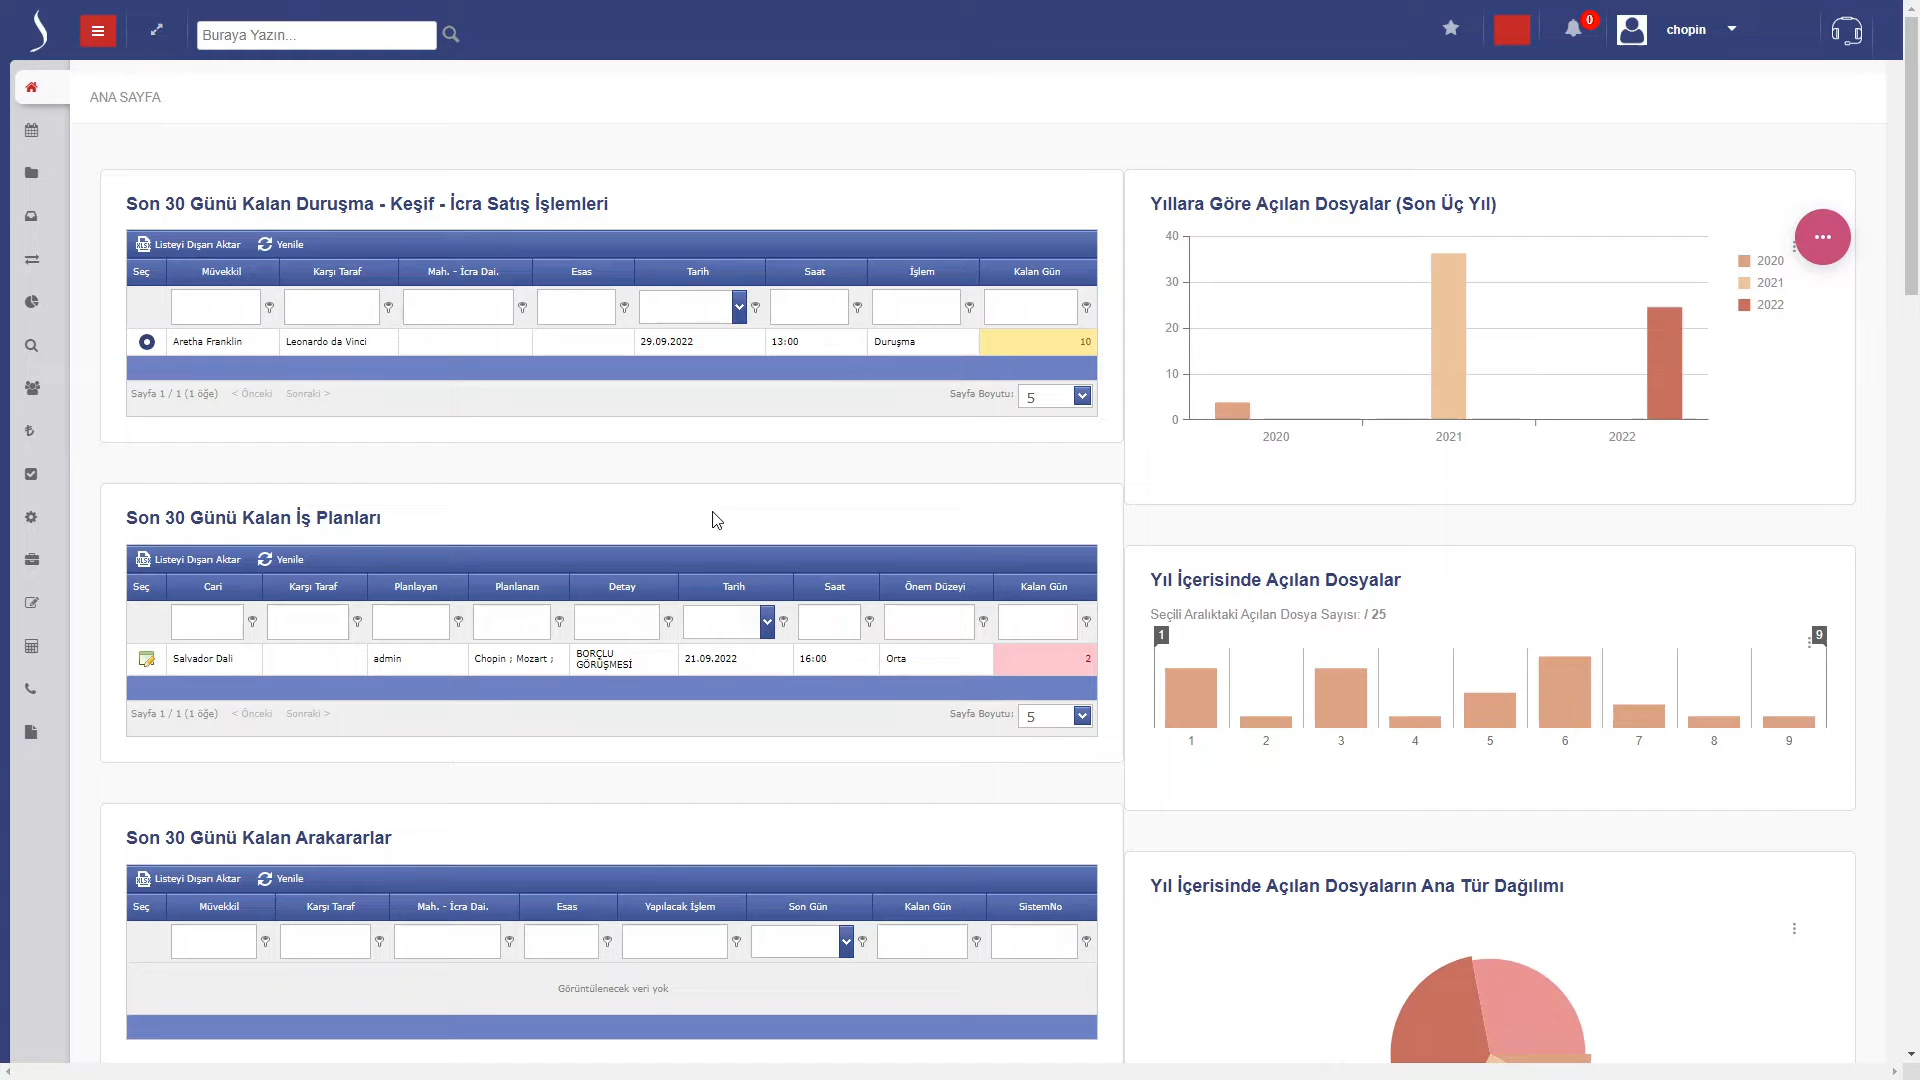 Buraya Yazın...
0
chopin
ANA SAYFA
Son 30 Günü Kalan Duruşma - Keşif - İcra Satış İşlemleri
Listeyi Dışarı Aktar Yenile
Seç Müvekkil Karşı Taraf Mah. - İcra Dai. Esas Tarih Saat İşlem Kalan Gün
Aretha Franklin Leonardo da Vinci 29.09.2022 13:00 Duruşma 10
Sayfa 1 / 1 (1 öğe) < Önceki Sonraki > Sayfa Boyutu: 5
Son 30 Günü Kalan İş Planları
Listeyi Dışarı Aktar Yenile
Seç Cari Karşı Taraf Planlayan Planlanan Detay Tarih Saat Önem Düzeyi Kalan Gün
Salvador Dali admin Chopin ; Mozart ; BORÇLU GÖRÜŞMESİ 21.09.2022 16:00 Orta 2
Sayfa 1 / 1 (1 öğe) < Önceki Sonraki > Sayfa Boyutu: 5
Son 30 Günü Kalan Arakararlar
Listeyi Dışarı Aktar Yenile
Seç Müvekkil Karşı Taraf Mah. - İcra Dai. Esas Yapılacak İşlem Son Gün Kalan Gün SistemNo
Görüntülenecek veri yok
Yıllara Göre Açılan Dosyalar (Son Üç Yıl)
40
30
20
10
0
2020 2021 2022
2020
2021
2022
Yıl İçerisinde Açılan Dosyalar
Seçili Aralıktaki Açılan Dosya Sayısı: / 25
1 9
1 2 3 4 5 6 7 8 9
Yıl İçerisinde Açılan Dosyaların Ana Tür Dağılımı